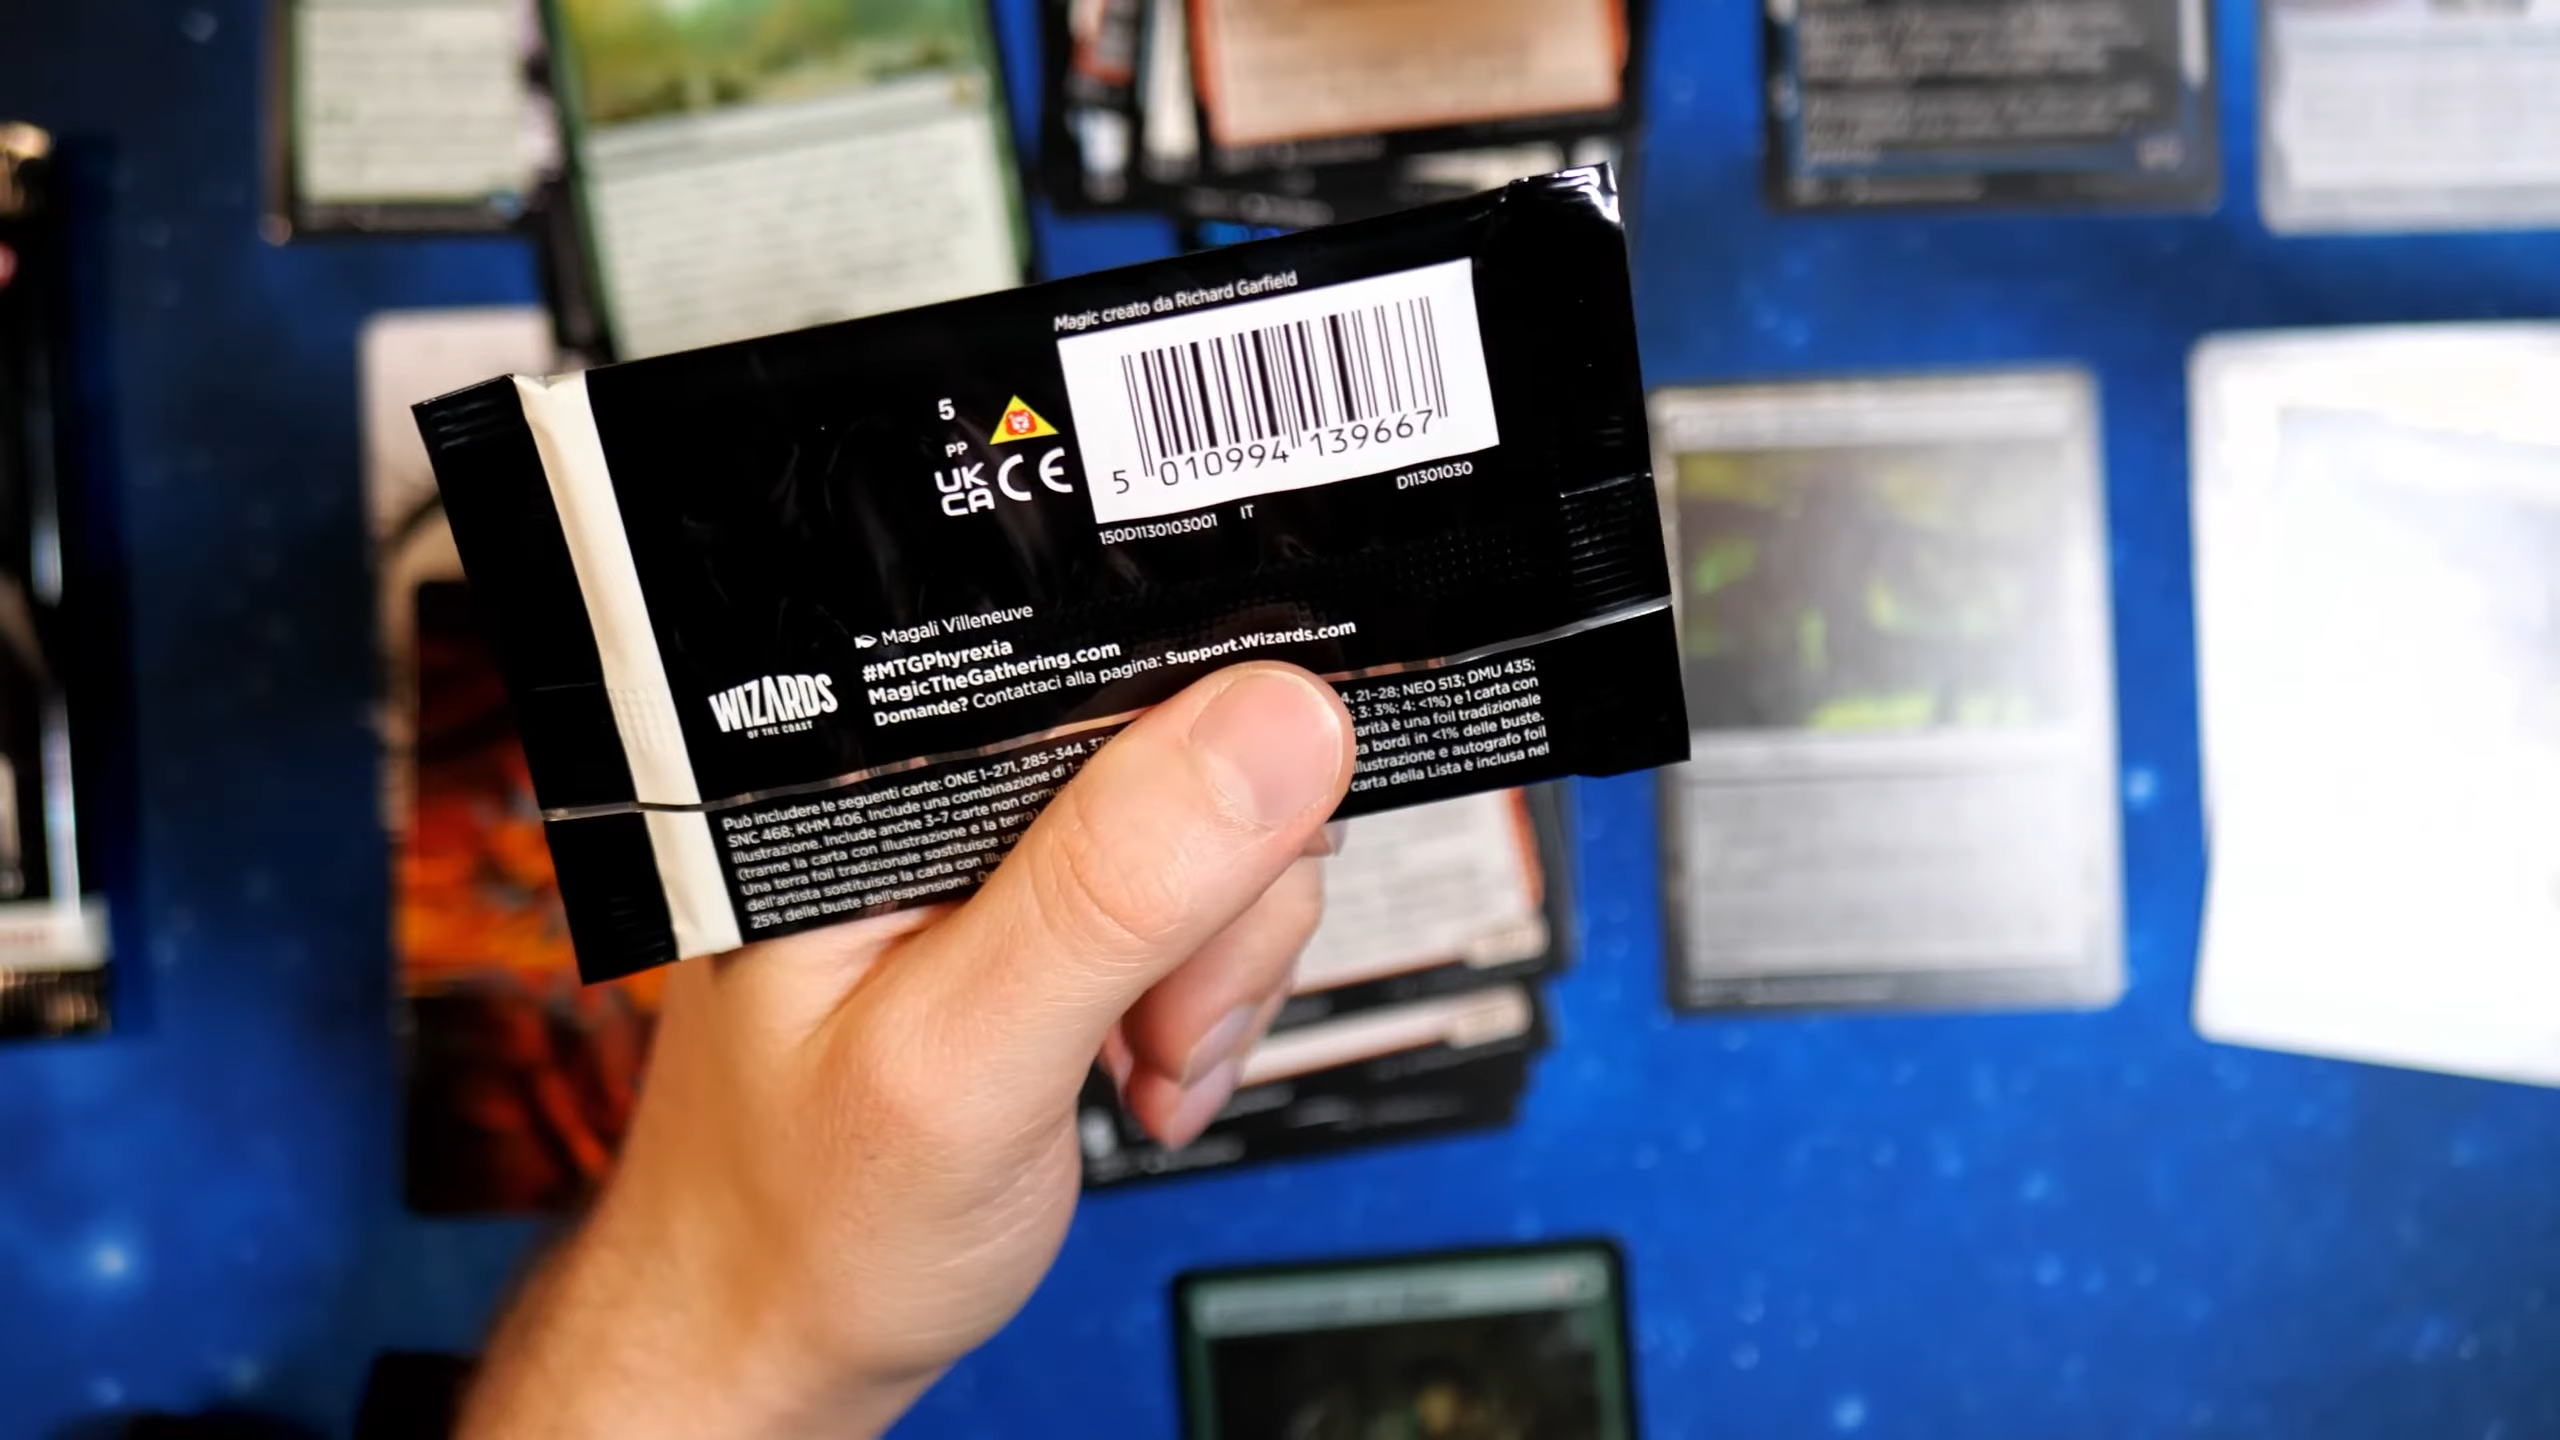 Magic creato da Richard Garfield
5
PP
UK
CA CE
5 010994 139667
150D1130103001 IT
D11301030
Magali Villeneuve
#MTGPhyrexia
MagicTheGathering.com
Domande? Contattaci alla pagina: Support.Wizards.com
WIZARDS
OF THE COAST
Può includere le seguenti carte: ONE 1-271, 285-344, 21-28; NEO 513; DMU 435;
SNC 468; KHM 406. Include una combinazione di 3: 3%; 4: <1%) e 1 carta con
illustrazione. Include anche 3-7 carte non una foil tradizionale
(tranne la carta con illustrazione e la terra) bordi in <1% delle buste.
Una terra foil tradizionale sostituisce illustrazione e autografo foil
dell'artista sostituisce la carta con carta della Lista è inclusa nel
25% delle buste dell'espansione.